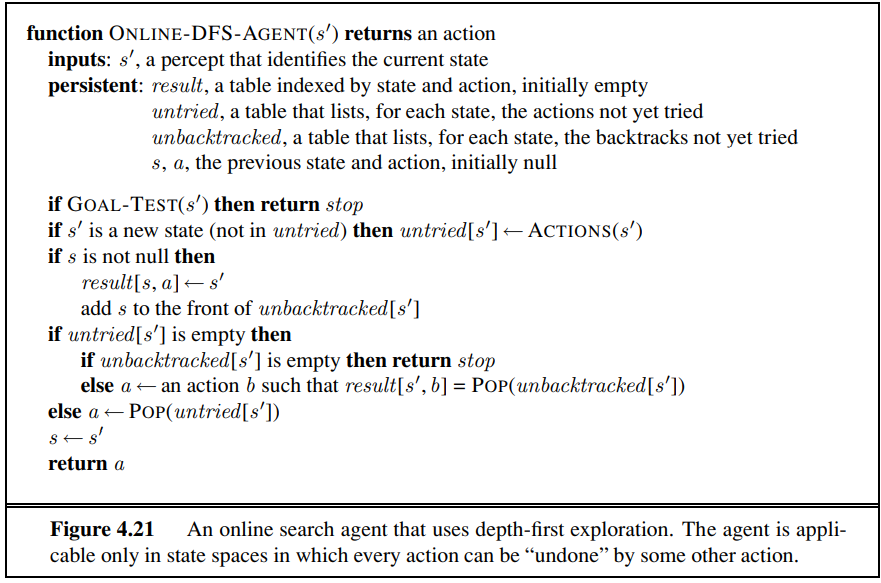 function ONLINE-DFS-AGENT(s′) returns an action
inputs: s′, a percept that identifies the current state
persistent: result, a table indexed by state and action, initially empty
untried, a table that lists, for each state, the actions not yet tried
unbacktracked, a table that lists, for each state, the backtracks not yet tried
s, a, the previous state and action, initially null
if GOAL-TEST(s′) then return stop
if s′ is a new state (not in untried) then untried[s′] ← ACTIONS(s′)
if s is not null then
result[s, a] ← s′
add s to the front of unbacktracked[s′]
if untried[s′] is empty then
if unbacktracked[s′] is empty then return stop
else a ← an action b such that result[s′, b] = POP(unbacktracked[s′])
else a ← POP(untried[s′])
s ← s′
return a
Figure 4.21 An online search agent that uses depth-first exploration. The agent is appli-
cable only in state spaces in which every action can be “undone” by some other action.